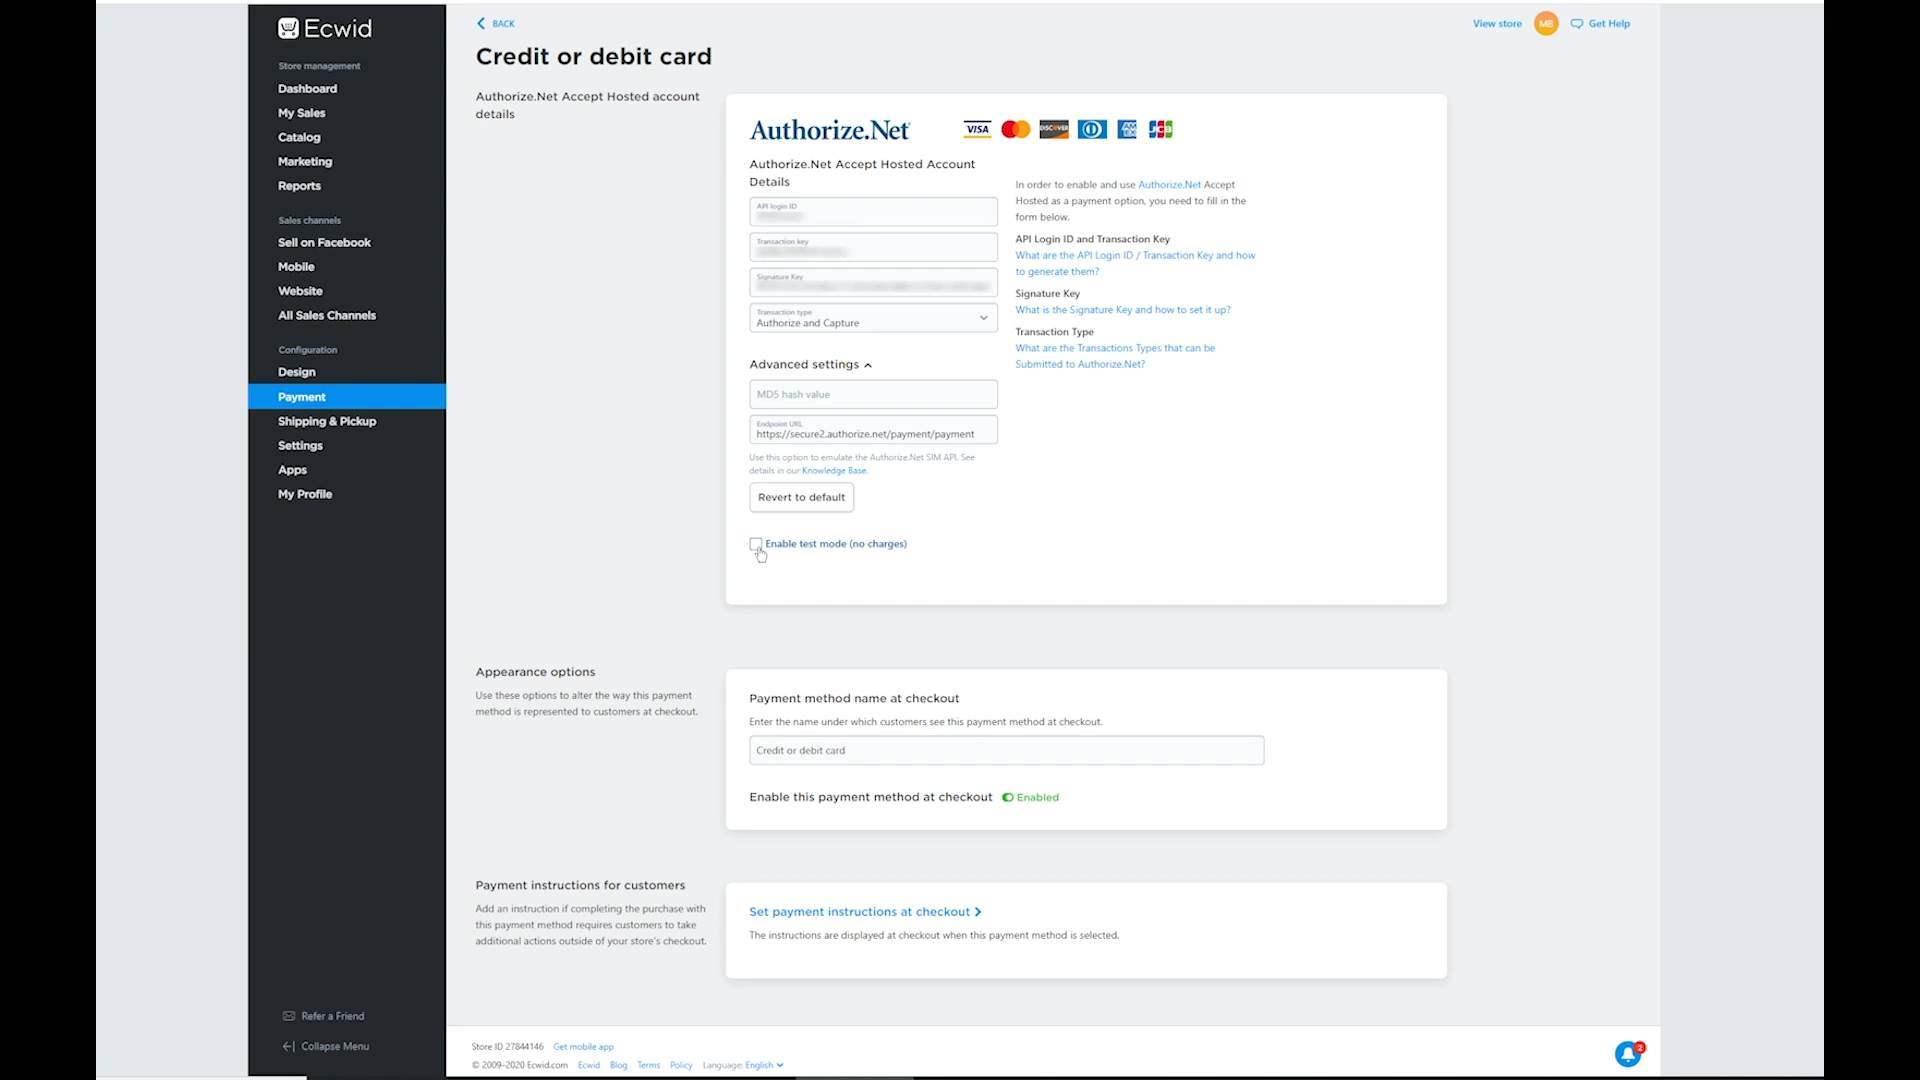 Ecwid
Store management
Dashboard
My Sales
Catalog
Marketing
Reports
Sales channels
Sell on Facebook
Mobile
Website
All Sales Channels
Configuration
Design
Payment
Shipping & Pickup
Settings
Apps
My Profile
Refer a Friend
Collapse Menu
BACK
View store
MB
Get Help
Credit or debit card
Authorize.Net Accept Hosted account
details
Authorize.Net
VISA
DISCOVER
AM
EX
JCB
Authorize.Net Accept Hosted Account
Details
API login ID
Transaction key
Signature Key
Transaction type
Authorize and Capture
Advanced settings
MD5 hash value
Endpoint URL
https://secure2.authorize.net/payment/payment
Use this option to emulate the Authorize.Net SIM API. See
details in our Knowledge Base.
Revert to default
Enable test mode (no charges)
In order to enable and use Authorize.Net Accept
Hosted as a payment option, you need to fill in the
form below.
API Login ID and Transaction Key
What are the API Login ID / Transaction Key and how
to generate them?
Signature Key
What is the Signature Key and how to set it up?
Transaction Type
What are the Transactions Types that can be
Submitted to Authorize.Net?
Appearance options
Use these options to alter the way this payment
method is represented to customers at checkout.
Payment method name at checkout
Enter the name under which customers see this payment method at checkout.
Credit or debit card
Enable this payment method at checkout Enabled
Payment instructions for customers
Add an instruction if completing the purchase with
this payment method requires customers to take
additional actions outside of your store's checkout.
Set payment instructions at checkout
The instructions are displayed at checkout when this payment method is selected.
Store ID 27844146 Get mobile app
© 2009–2020 Ecwid.com Ecwid Blog Terms Policy Language: English
2